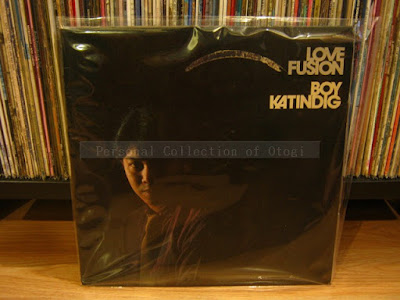 LOVE
FUSION
BOY
KATINDIG
Personal Collection of Otogi